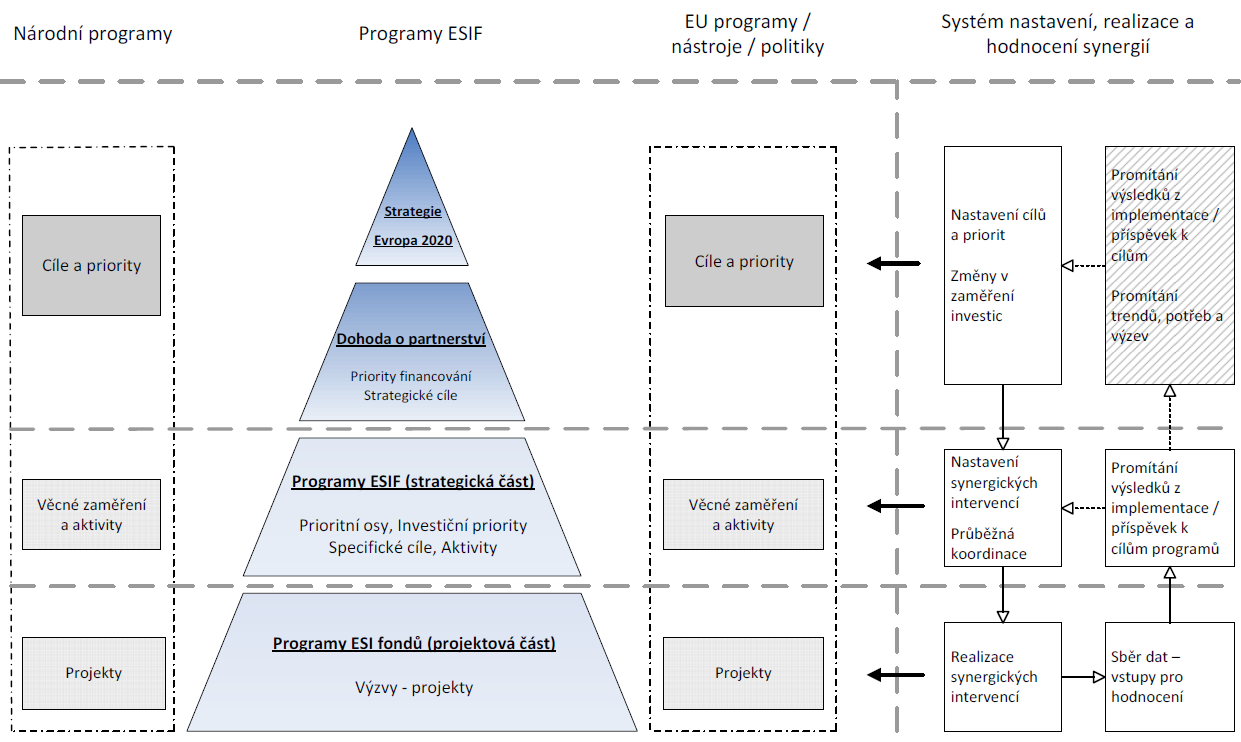 Národní programy
Programy ESIF
EU programy /
nástroje / politiky
Systém nastavení, realizace a
hodnocení synergií
Cíle a priority
Strategie
Evropa 2020
Dohoda o partnerství
Priority financování
Strategické cíle
Cíle a priority
Nastavení cílů
a priorit
Změny v
zaměření
investic
Promítání
výsledků z
implementace /
příspěvek k
cílům
Promítání
trendů, potřeb a
výzev
Věcné zaměření
a aktivity
Programy ESIF (strategická část)
Prioritní osy, Investiční priority
Specifické cíle, Aktivity
Věcné zaměření
a aktivity
Nastavení
synergických
intervencí
Průběžná
koordinace
Promítání
výsledků z
implementace /
příspěvek k
cílům programů
Projekty
Programy ESI fondů (projektová část)
Výzvy - projekty
Projekty
Realizace
synergických
intervencí
Sběr dat –
vstupy pro
hodnocení